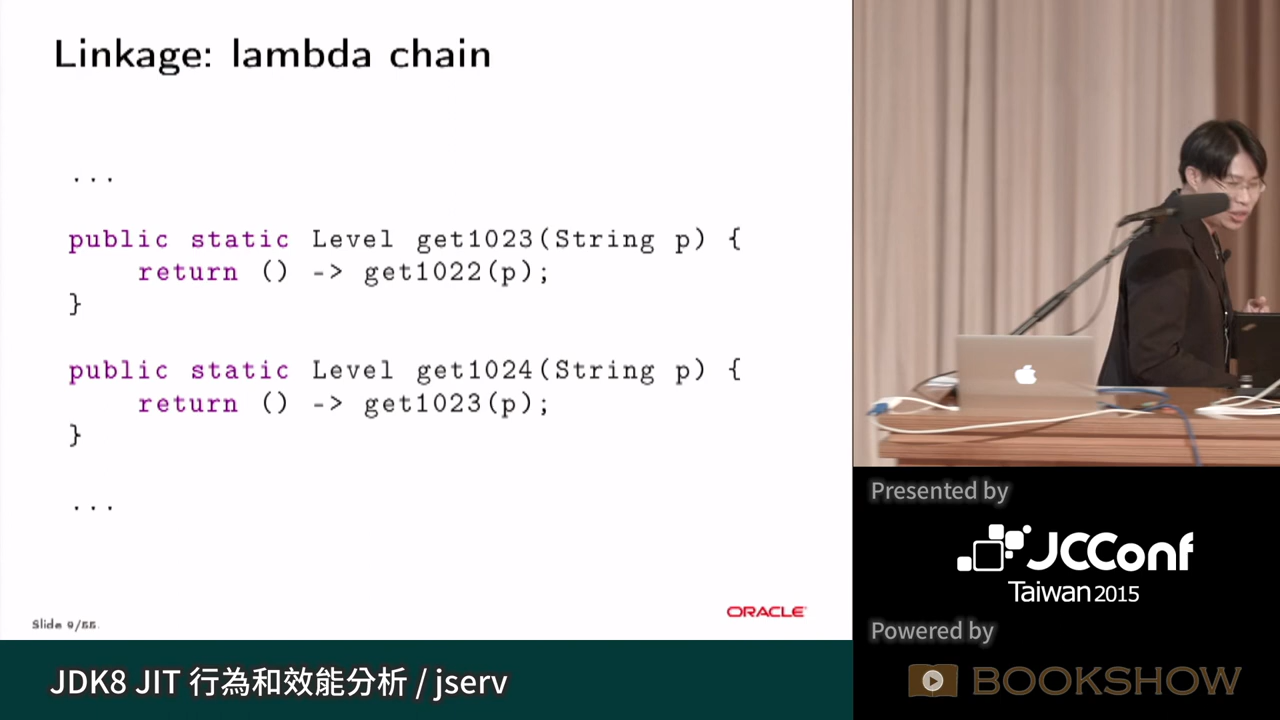 Linkage: lambda chain
...
public static Level get1023(String p) {
return () -> get1022(p);
}
public static Level get1024(String p) {
return () -> get1023(p);
}
...
Slide 9/55.
ORACLE
JDK8 JIT 行為和效能分析 / jserv
Presented by
JCConf
Taiwan 2015
Powered by
BOOKSHOW